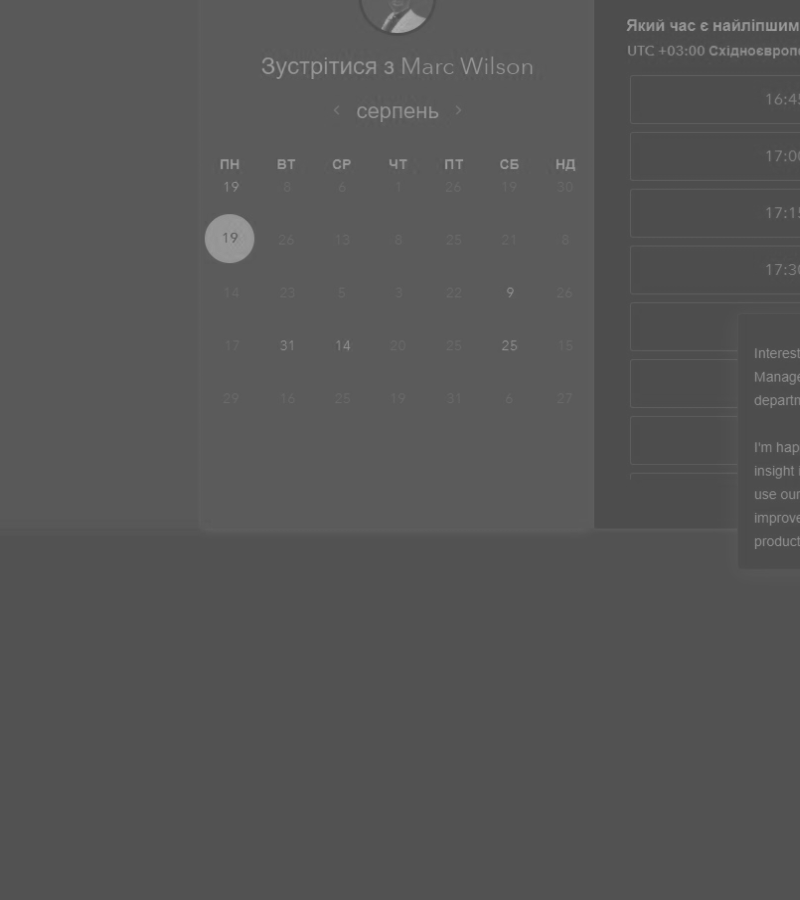 Зустрітися з Marc Wilson
< серпень >
ПН ВТ СР ЧТ ПТ СБ НД
19 8 6 1 26 19 30
19 26 13 8 25 21 8
14 23 5 3 22 9 26
17 31 14 20 25 25 15
29 16 25 19 31 6 27
Який час є найліпшим
UTC +03:00 Східноєвроп
16:45
17:00
17:15
17:30
Interest
Manage
departm
I'm hap
insight i
use our
improve
product